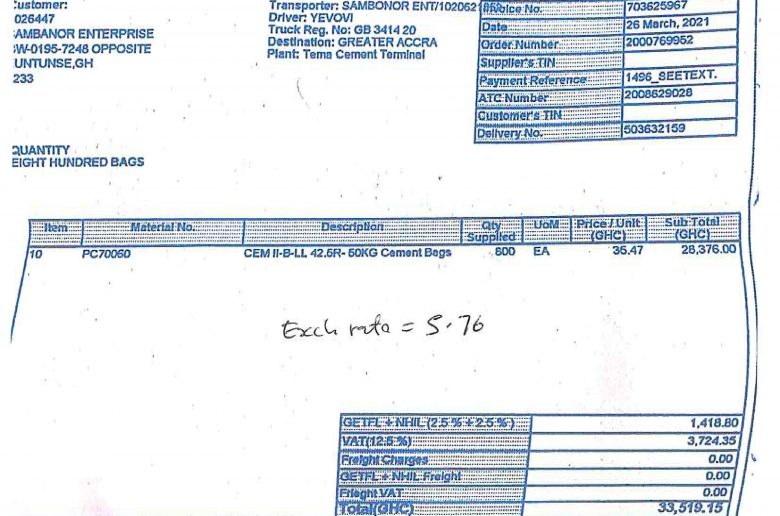 Customer:
026447
AMBANOR ENTERPRISE
W-0195-7248 OPPOSITE
UNTUNSE,GH
233
Transporter: SAMBONOR ENT/102062
Driver: YEVOVI
Truck Reg. No: GB 3414 20
Destination: GREATER ACCRA
Plant: Tema Cement Terminal
Invoice No. 703625967
Date 26 March, 2021
Order Number 2000769952
Supplier's TIN
Payment Reference 1496_SEETEXT.
ATC Number 2008629028
Customer's TIN
Delivery No. 503632159
QUANTITY
EIGHT HUNDRED BAGS
Item Material No. Description Qty Supplied UoM Price / Unit (GHC) Sub Total (GHC)
10 PC70060 CEM II-B-LL 42.5R- 50KG Cement Bags 800 EA 35.47 28,376.00
Exch rate = 5.76
GETFL + NHIL (2.5 % + 2.5 % ) 1,418.80
VAT(12.5 %) 3,724.35
Freight Charges 0.00
GETFL + NHIL Freight 0.00
Frieght VAT 0.00
Total(GHC) 33,519.15